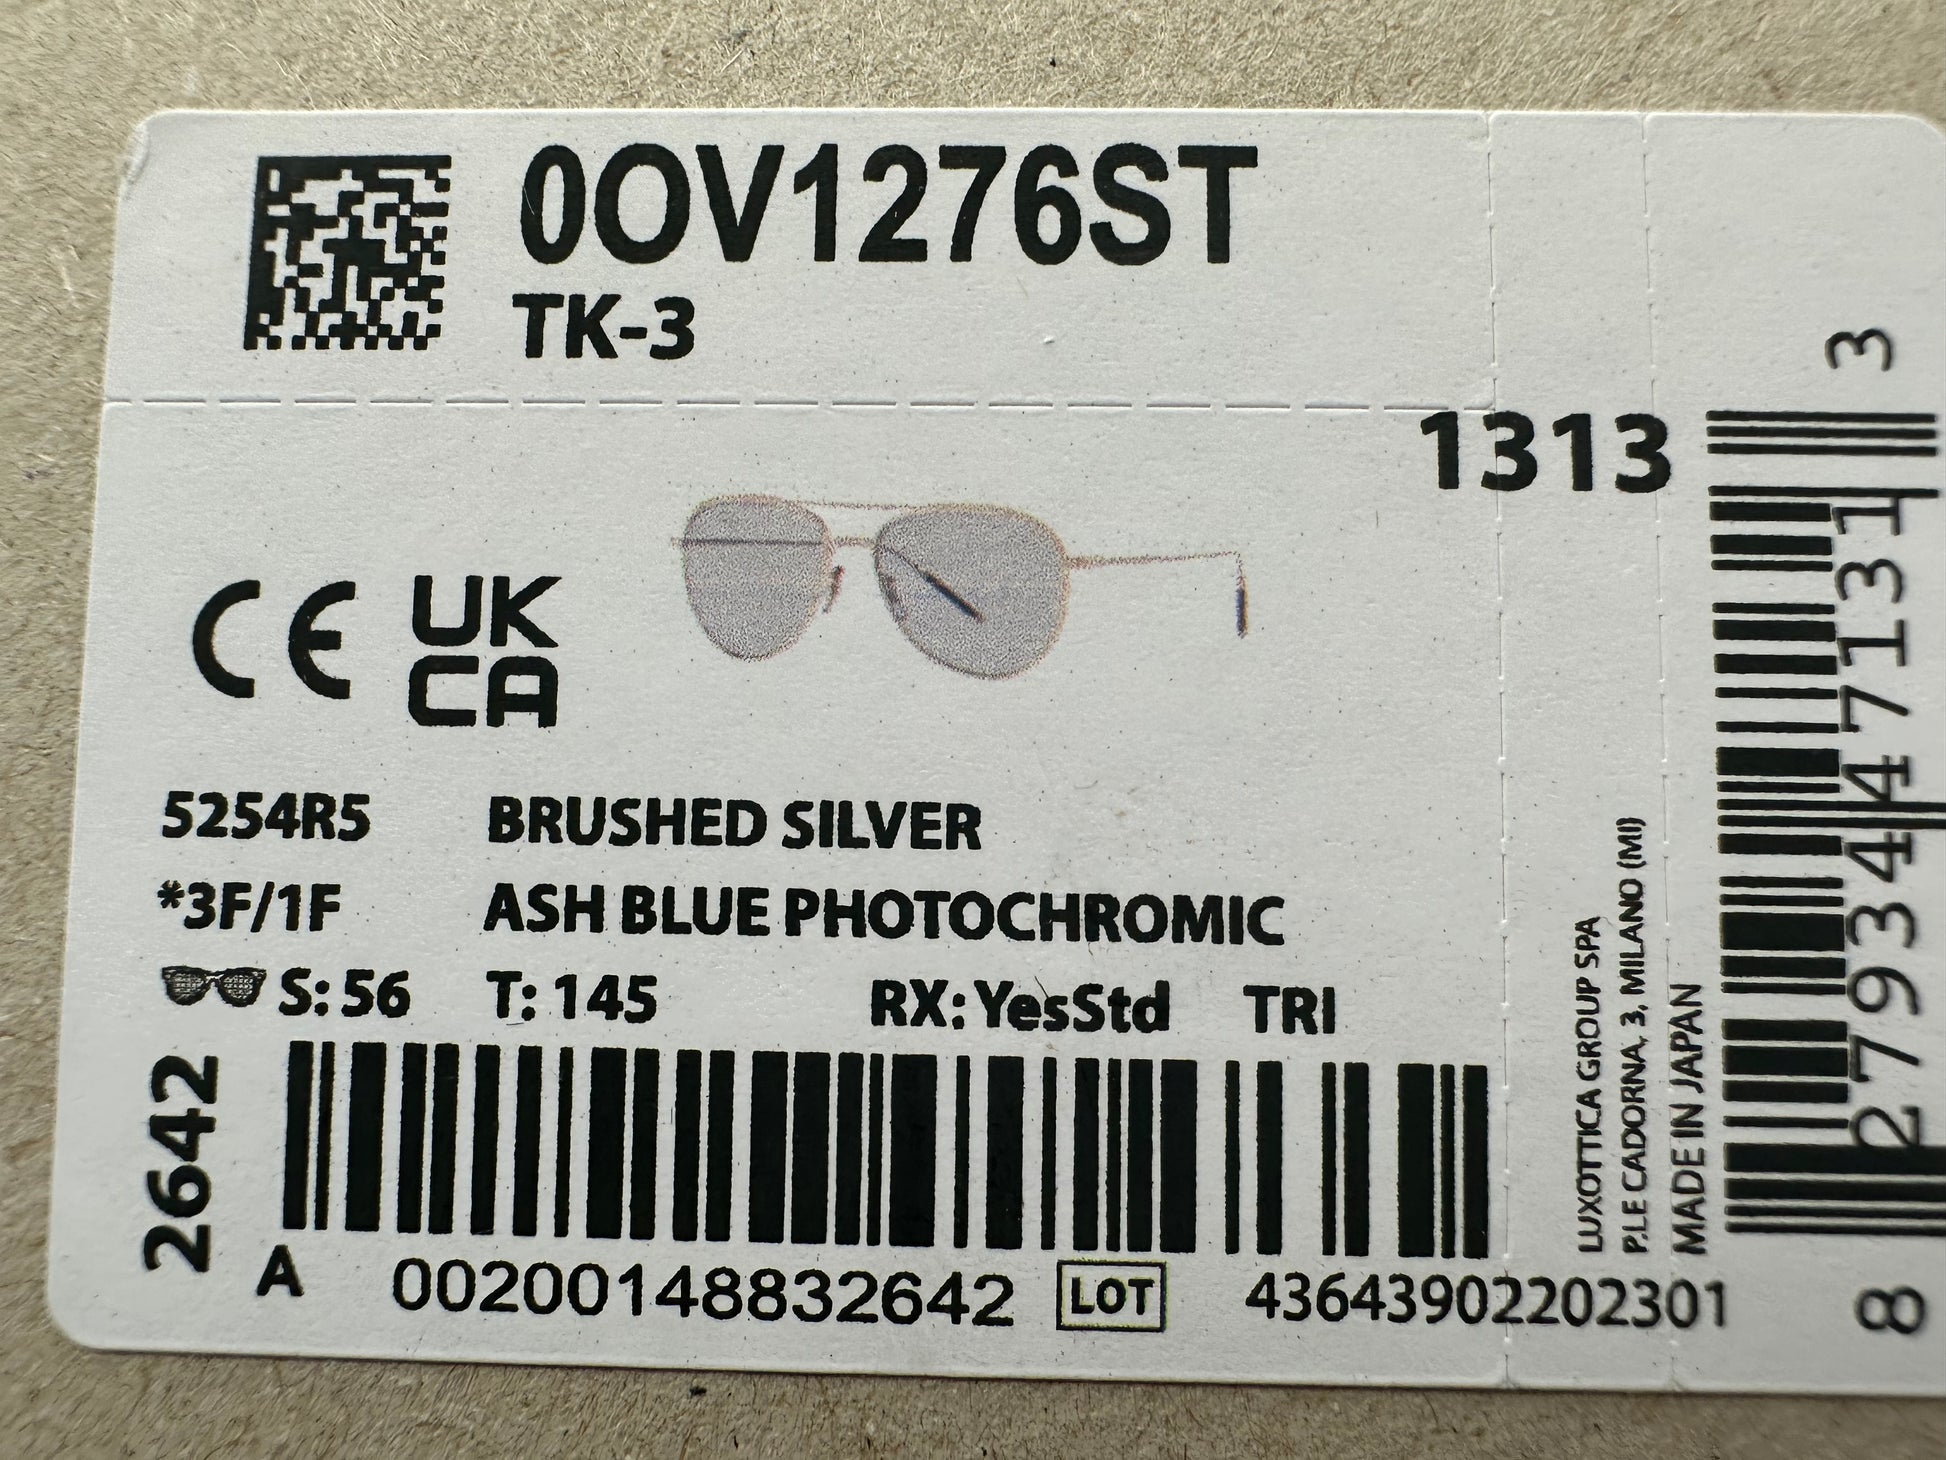 0OV1276ST
TK-3
1313
CE
UK
CA
5254R5 BRUSHED SILVER
*3F/1F ASH BLUE PHOTOCHROMIC
S: 56 T: 145 RX: YesStd TRI
2642
A 00200148832642 LOT 43643902202301
LUXOTTICA GROUP SPA
P.LE CADORNA, 3, MILANO (MI)
MADE IN JAPAN
8 27934 47131 3